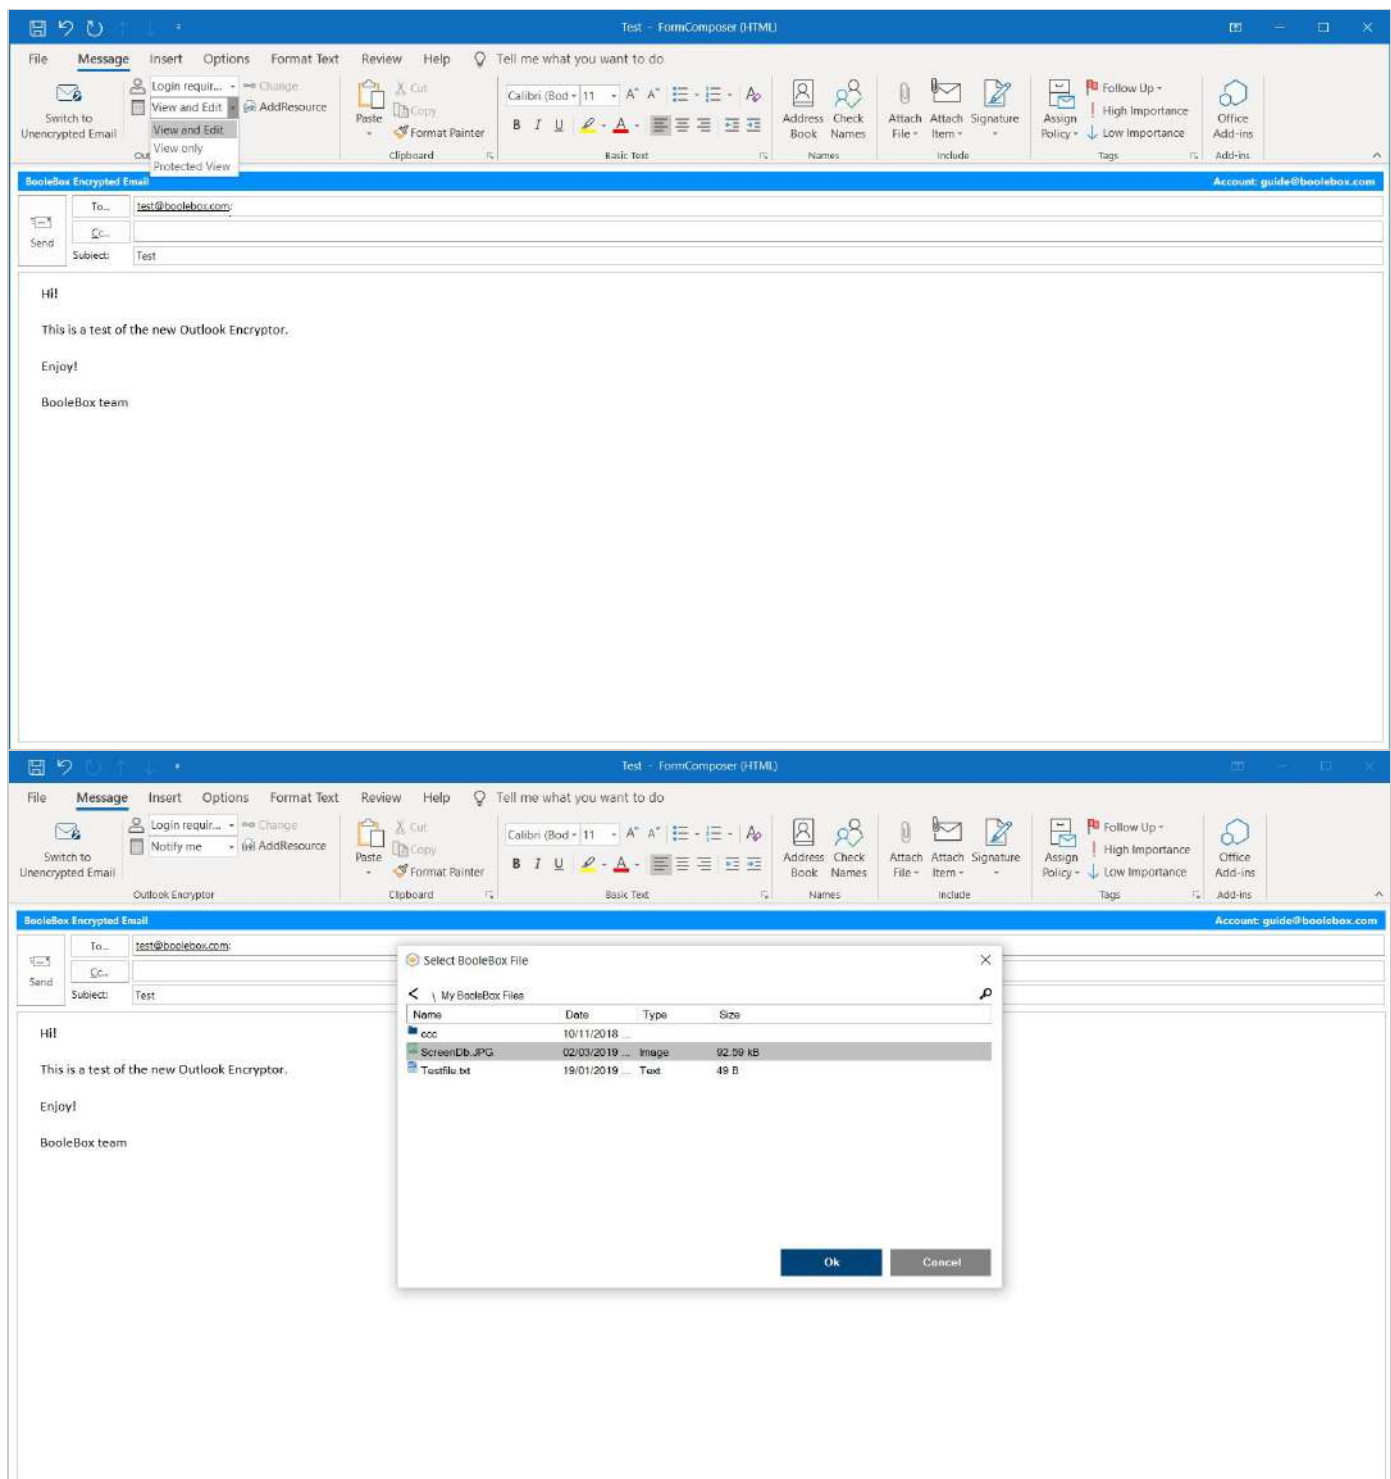 Test - FormComposer (HTML)
File Message Insert Options Format Text Review Help Tell me what you want to do
Switch to Unencrypted Email
Login requir...
Change
View and Edit
AddResource
View and Edit
View only
Protected View
Paste
Cut
Copy
Format Painter
Clipboard
Calibri (Bod 11
B I U
Basic Text
Address Book
Check Names
Names
Attach File
Attach Item
Signature
Include
Assign Policy
Follow Up
High Importance
Low Importance
Tags
Office Add-ins
Add-ins
BooleBox Encrypted Email Account: guide@boolebox.com
Send
To... test@boolebox.com;
Cc...
Subject: Test
Hi!
This is a test of the new Outlook Encryptor.
Enjoy!
BooleBox team
Test - FormComposer (HTML)
File Message Insert Options Format Text Review Help Tell me what you want to do
Switch to Unencrypted Email
Login requir...
Change
Notify me
AddResource
Outlook Encryptor
Paste
Cut
Copy
Format Painter
Clipboard
Calibri (Bod 11
B I U
Basic Text
Address Book
Check Names
Names
Attach File
Attach Item
Signature
Include
Assign Policy
Follow Up
High Importance
Low Importance
Tags
Office Add-ins
Add-ins
BooleBox Encrypted Email Account: guide@boolebox.com
Send
To... test@boolebox.com;
Cc...
Subject: Test
Hi!
This is a test of the new Outlook Encryptor.
Enjoy!
BooleBox team
Select BooleBox File
\ My BooleBox Files
Name Date Type Size
ccc 10/11/2018 ...
ScreenDb.JPG 02/03/2019 ... Image 92.59 kB
Testfile.txt 19/01/2019 ... Text 49 B
Ok Cancel